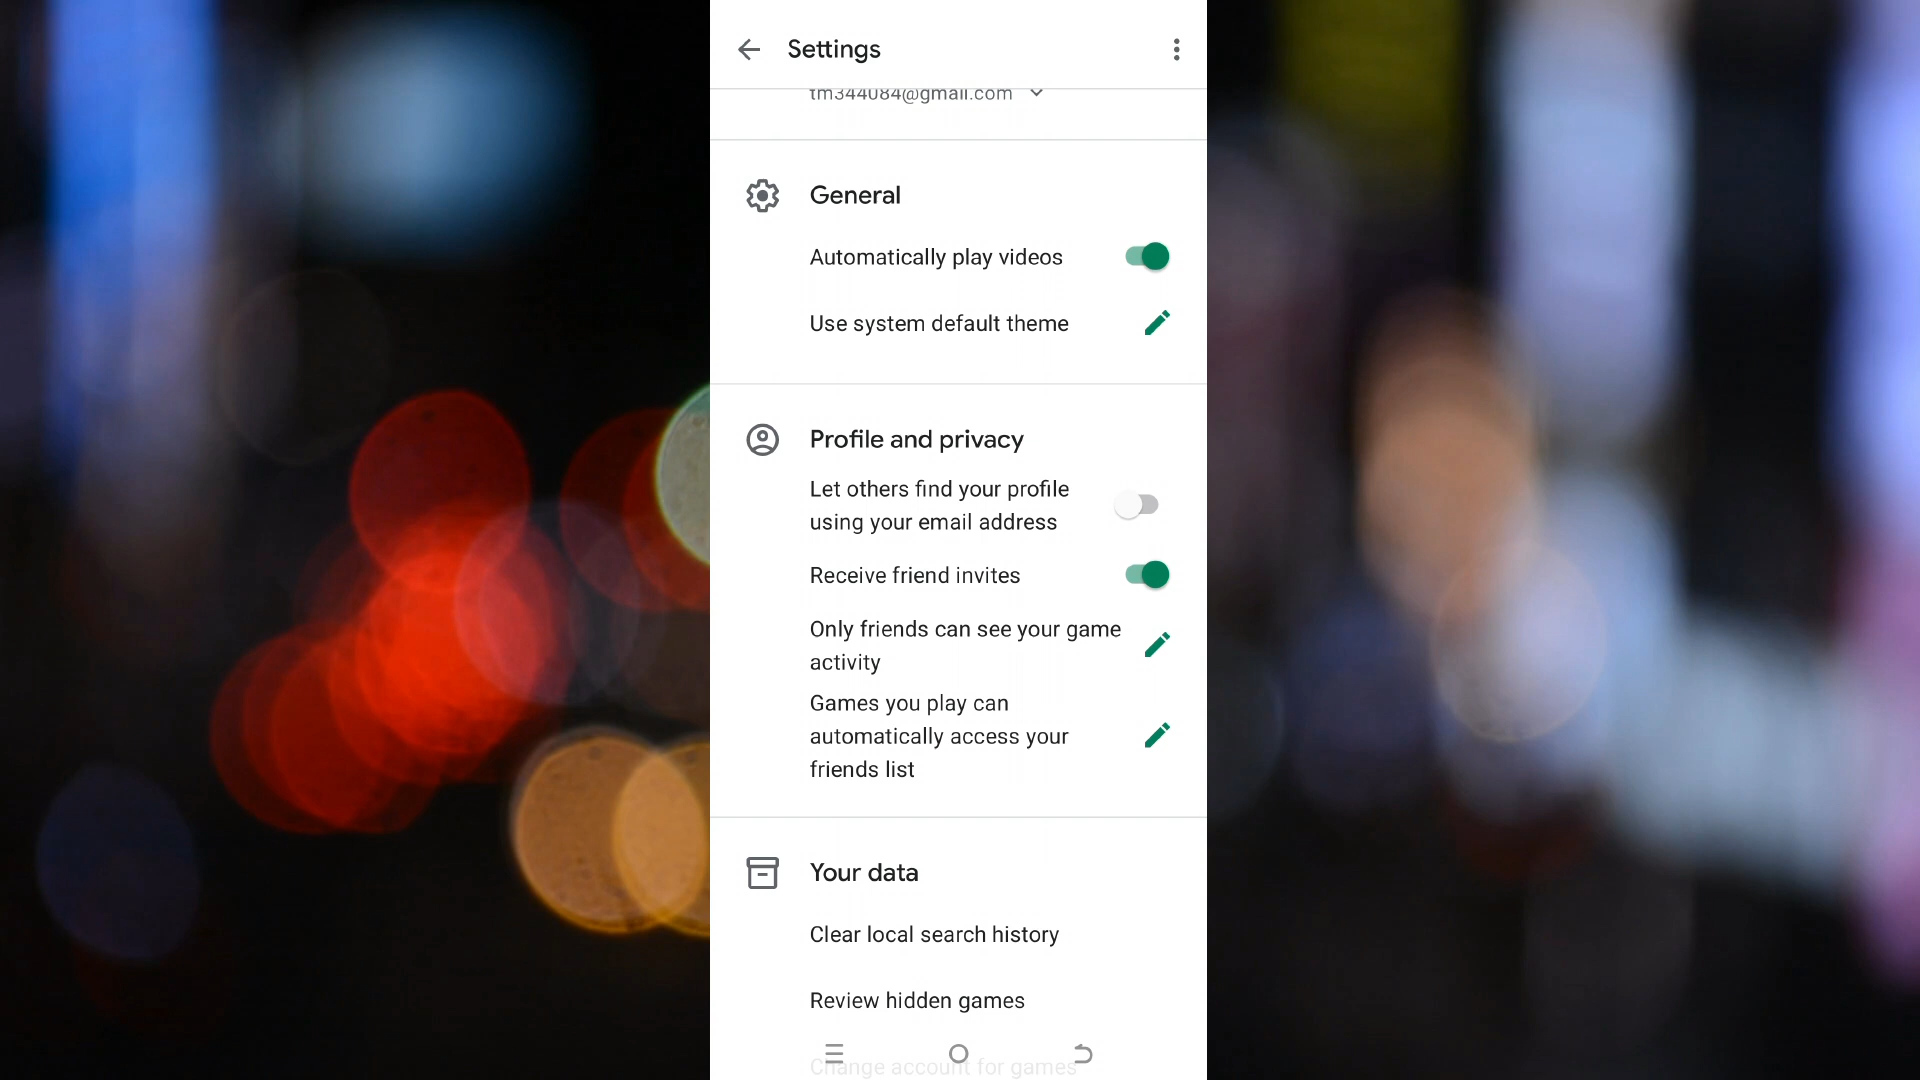 Settings
tm344084@gmail.com
General
Automatically play videos
Use system default theme
Profile and privacy
Let others find your profile
using your email address
Receive friend invites
Only friends can see your game
activity
Games you play can
automatically access your
friends list
Your data
Clear local search history
Review hidden games
Change account for games